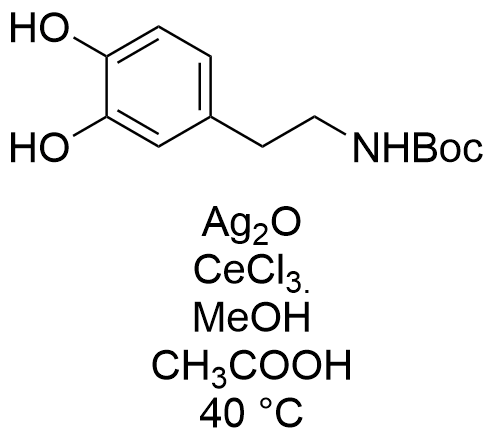 HO
HO
NHBoc
Ag₂O
CeCl₃.
MeOH
CH₃COOH
40 °C